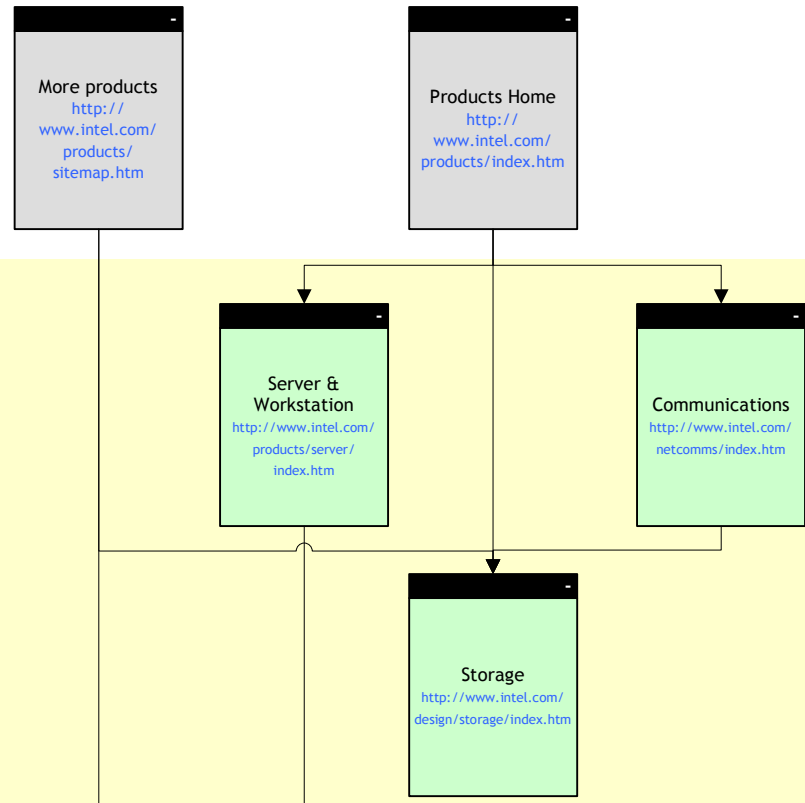 -
More products
http://
www.intel.com/
products/
sitemap.htm
-
Products Home
http://
www.intel.com/
products/index.htm
-
Server &
Workstation
http://www.intel.com/
products/server/
index.htm
-
Communications
http://www.intel.com/
netcomms/index.htm
-
Storage
http://www.intel.com/
design/storage/index.htm